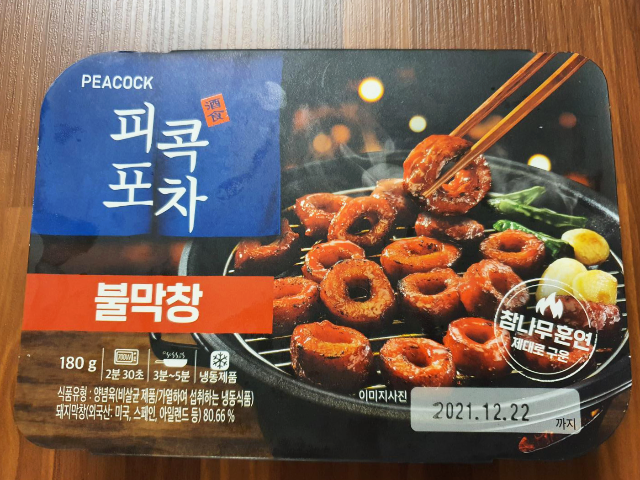 PEACOCK
피콕
포차
酒食
불막창
참나무훈연
제대로 구운
180 g
700W
2분 30초
3분~5분
냉동제품
식품유형 · 양념육(비살균 제품/가열하여 섭취하는 냉동식품)
돼지막창(외국산: 미국, 스페인, 아일랜드 등) 80.66 %
이미지사진
2021.12.22 까지